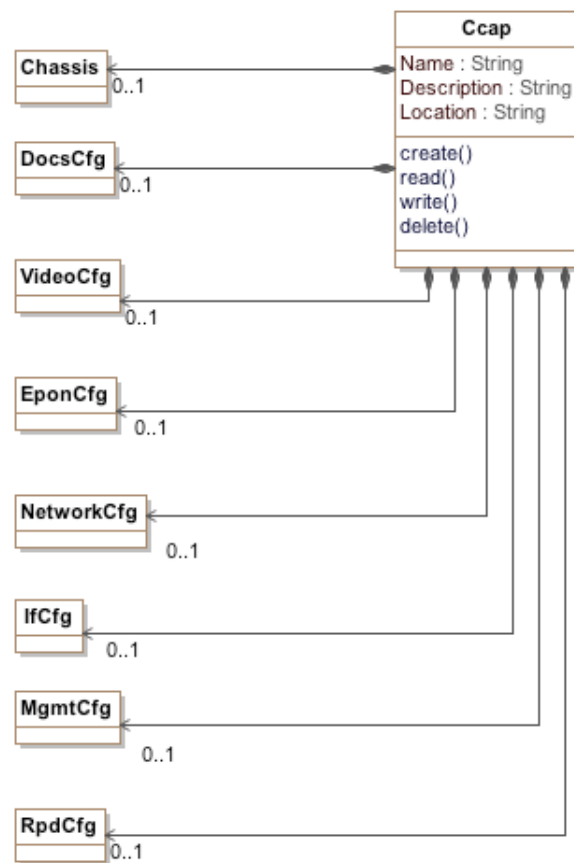 Ccap
Name : String
Description : String
Location : String
create()
read()
write()
delete()
Chassis
0..1
DocsCfg
0..1
VideoCfg
0..1
EponCfg
0..1
NetworkCfg
0..1
IfCfg
0..1
MgmtCfg
0..1
RpdCfg
0..1